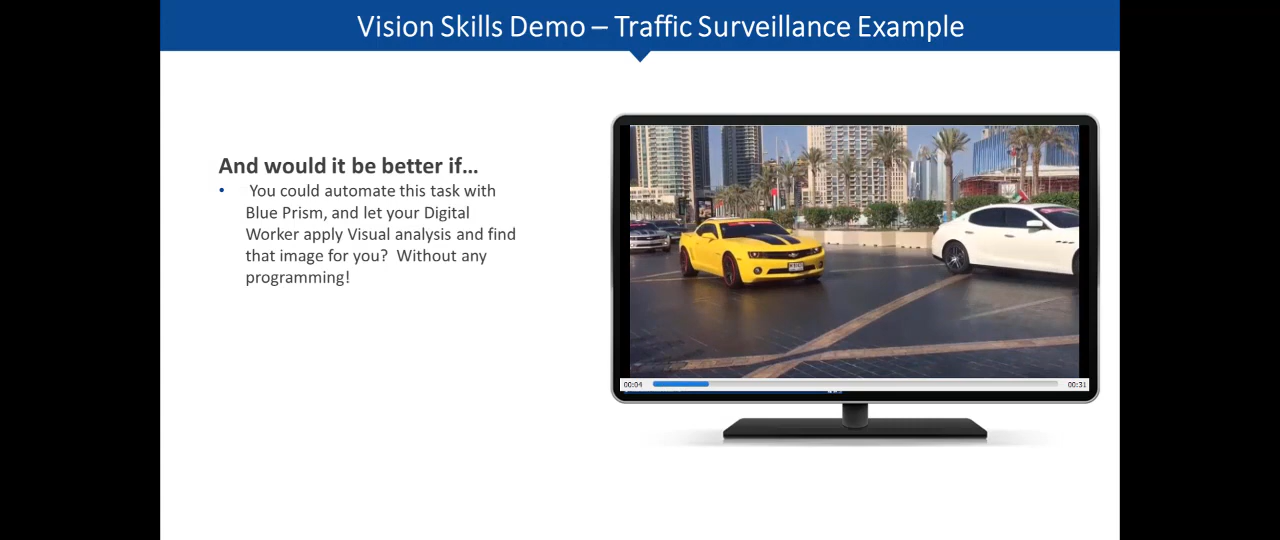 Vision Skills Demo – Traffic Surveillance Example
And would it be better if…
• You could automate this task with
Blue Prism, and let your Digital
Worker apply Visual analysis and find
that image for you?  Without any
programming!
00:04
00:31